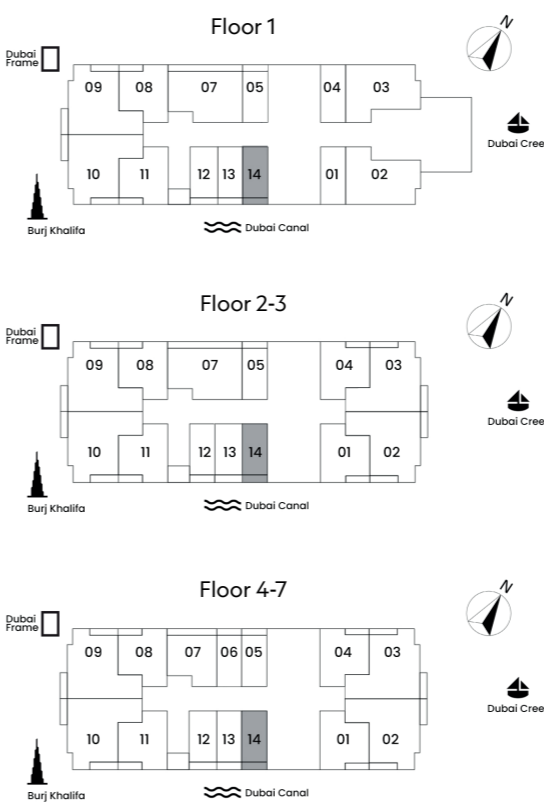 Floor 1
N
Dubai
Frame
09 08 07 05 04 03
Dubai Cree
10 11 12 13 14 01 02
Burj Khalifa
Dubai Canal
Floor 2-3
N
Dubai
Frame
09 08 07 05 04 03
Dubai Cree
10 11 12 13 14 01 02
Burj Khalifa
Dubai Canal
Floor 4-7
N
Dubai
Frame
09 08 07 06 05 04 03
Dubai Cree
10 11 12 13 14 01 02
Burj Khalifa
Dubai Canal